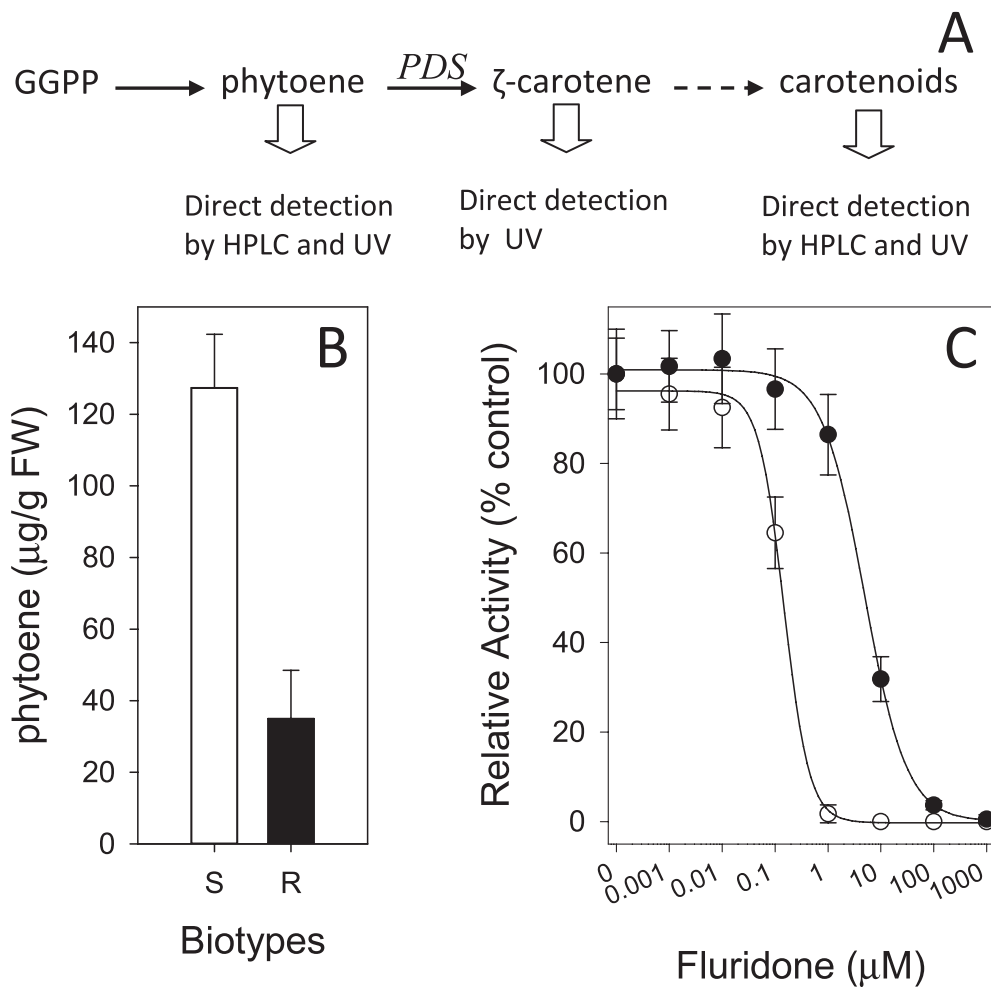 A
GGPP
phytoene
PDS
ζ-carotene
carotenoids
Direct detection
by HPLC and UV
Direct detection
by UV
Direct detection
by HPLC and UV
B
phytoene (µg/g FW)
140
120
100
80
60
40
20
0
S
R
Biotypes
C
Relative Activity (% control)
100
80
60
40
20
0
0
0.001
0.01
0.1
1
10
100
1000
Fluridone (µM)